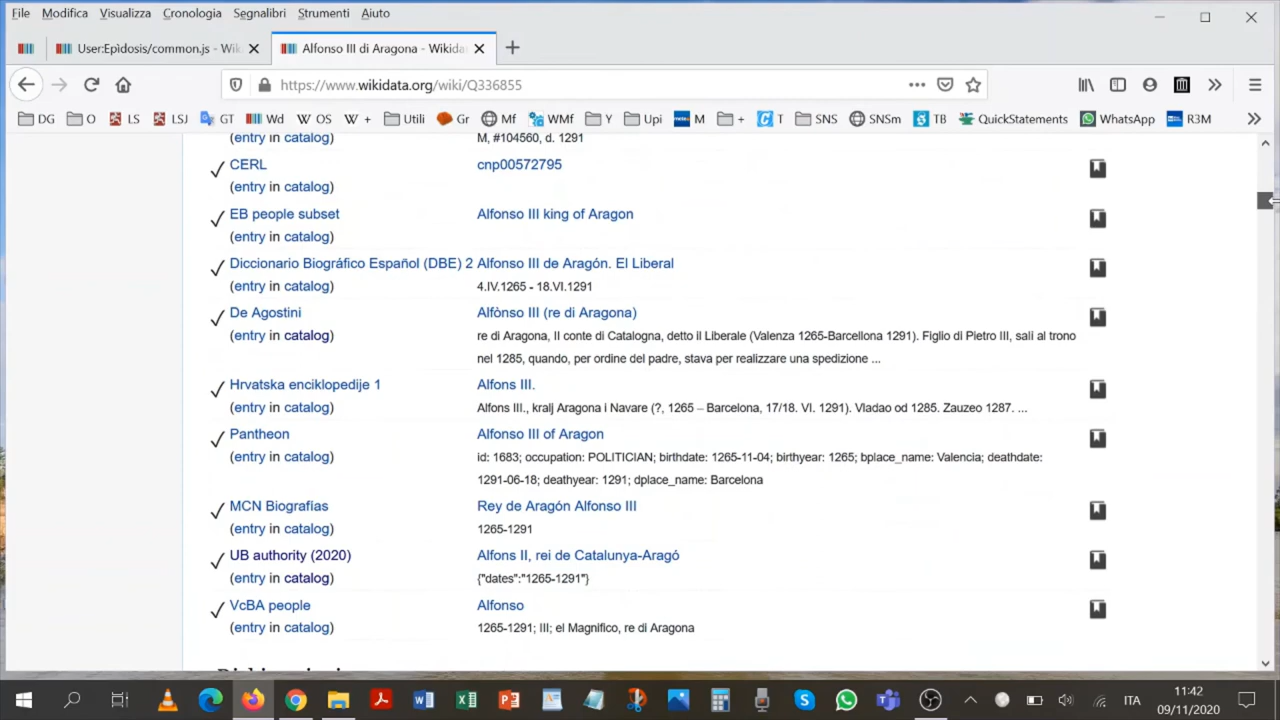 File Modifica Visualizza Cronologia Segnalibri Strumenti Aiuto
User:Epìdosis/common.js - Wik
Alfonso III di Aragona - Wikida
https://www.wikidata.org/wiki/Q336855
DG O LS LSJ GT Wd OS + Utili Gr Mf WMf Y Upi M + T SNS SNSm TB QuickStatements WhatsApp R3M
(entry in catalog) M, #104560, d. 1291
CERL cnp00572795
(entry in catalog)
EB people subset Alfonso III king of Aragon
(entry in catalog)
Diccionario Biográfico Español (DBE) 2 Alfonso III de Aragón. El Liberal
(entry in catalog) 4.IV.1265 - 18.VI.1291
De Agostini Alfònso III (re di Aragona)
(entry in catalog) re di Aragona, II conte di Catalogna, detto il Liberale (Valenza 1265-Barcellona 1291). Figlio di Pietro III, salì al trono
nel 1285, quando, per ordine del padre, stava per realizzare una spedizione ...
Hrvatska enciklopedije 1 Alfons III.
(entry in catalog) Alfons III., kralj Aragona i Navare (?, 1265 – Barcelona, 17/18. VI. 1291). Vladao od 1285. Zauzeo 1287. ...
Pantheon Alfonso III of Aragon
(entry in catalog) id: 1683; occupation: POLITICIAN; birthdate: 1265-11-04; birthyear: 1265; bplace_name: Valencia; deathdate:
1291-06-18; deathyear: 1291; dplace_name: Barcelona
MCN Biografías Rey de Aragón Alfonso III
(entry in catalog) 1265-1291
UB authority (2020) Alfons II, rei de Catalunya-Aragó
(entry in catalog) {"dates":"1265-1291"}
VcBA people Alfonso
(entry in catalog) 1265-1291; III; el Magnifico, re di Aragona
ITA
11:42
09/11/2020